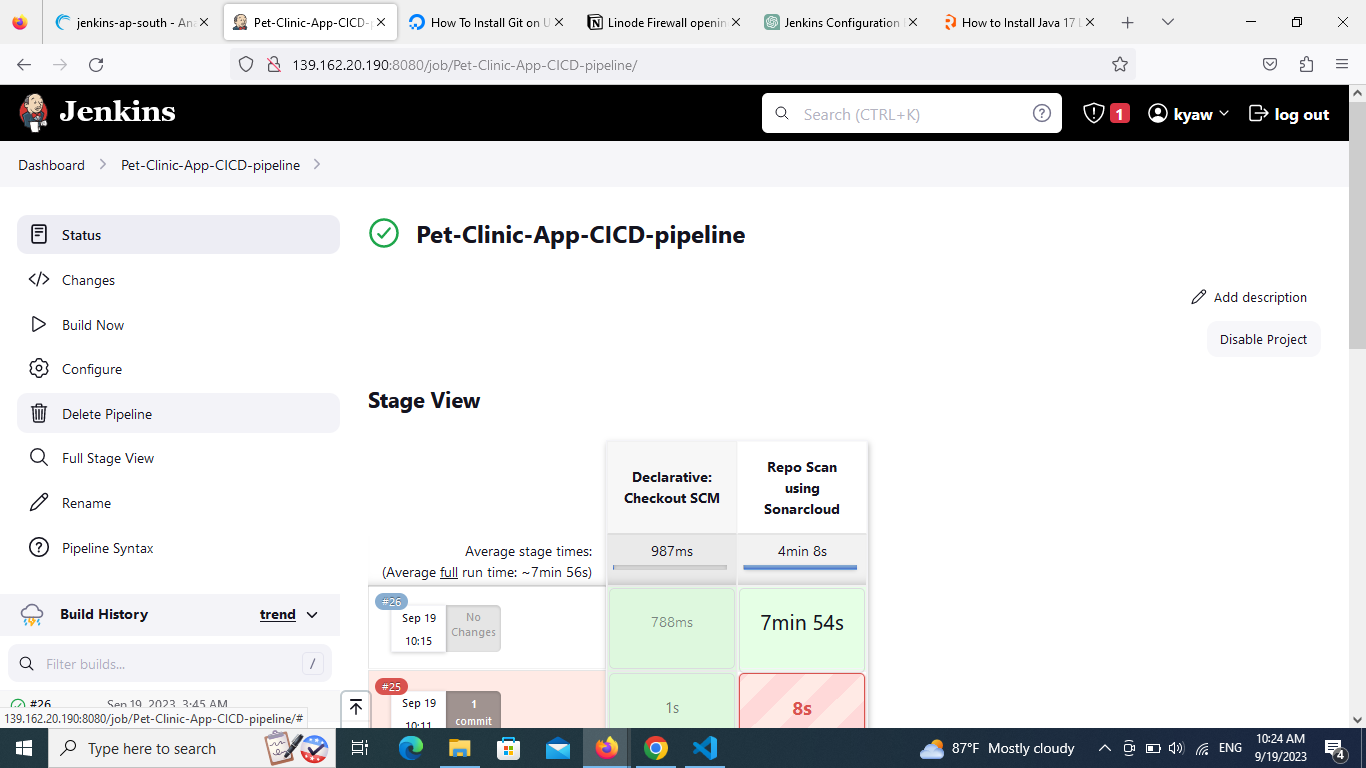 jenkins-ap-south - An
Pet-Clinic-App-CICD-
How To Install Git on U
Linode Firewall openin
Jenkins Configuration
How to Install Java 17 L
139.162.20.190:8080/job/Pet-Clinic-App-CICD-pipeline/
Jenkins
Search (CTRL+K)
1
kyaw
log out
Dashboard
Pet-Clinic-App-CICD-pipeline
Status
Changes
Build Now
Configure
Delete Pipeline
Full Stage View
Rename
Pipeline Syntax
Build History
trend
Filter builds...
/
#26
Sep 19, 2023, 3:45 AM
139.162.20.190:8080/job/Pet-Clinic-App-CICD-pipeline/#
Pet-Clinic-App-CICD-pipeline
Add description
Disable Project
Stage View
Declarative:
Checkout SCM
Repo Scan
using
Sonarcloud
Average stage times:
(Average full run time: ~7min 56s)
987ms
4min 8s
#26
Sep 19
10:15
No
Changes
788ms
7min 54s
#25
Sep 19
10:11
1
commit
1s
8s
Type here to search
87°F Mostly cloudy
ENG
10:24 AM
9/19/2023
4